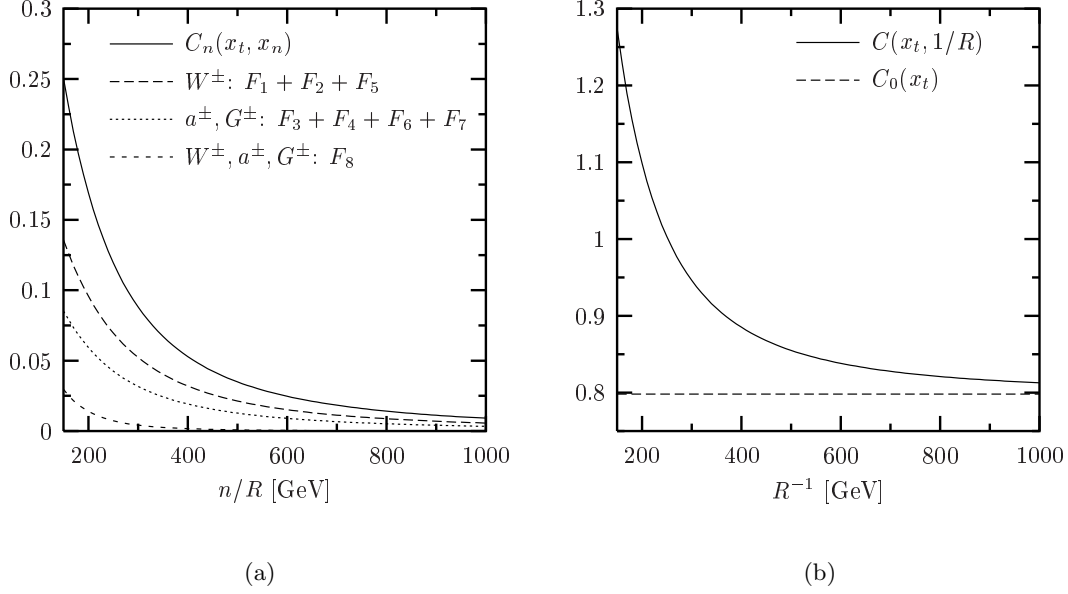 0.3
0.25
0.2
0.15
0.1
0.05
0
200 400 600 800 1000
n/R [GeV]
C_n(x_t, x_n)
W^±: F_1 + F_2 + F_5
a^±, G^±: F_3 + F_4 + F_6 + F_7
W^±, a^±, G^±: F_8
(a)
1.3
1.2
1.1
1
0.9
0.8
200 400 600 800 1000
R^{-1} [GeV]
C(x_t, 1/R)
C_0(x_t)
(b)